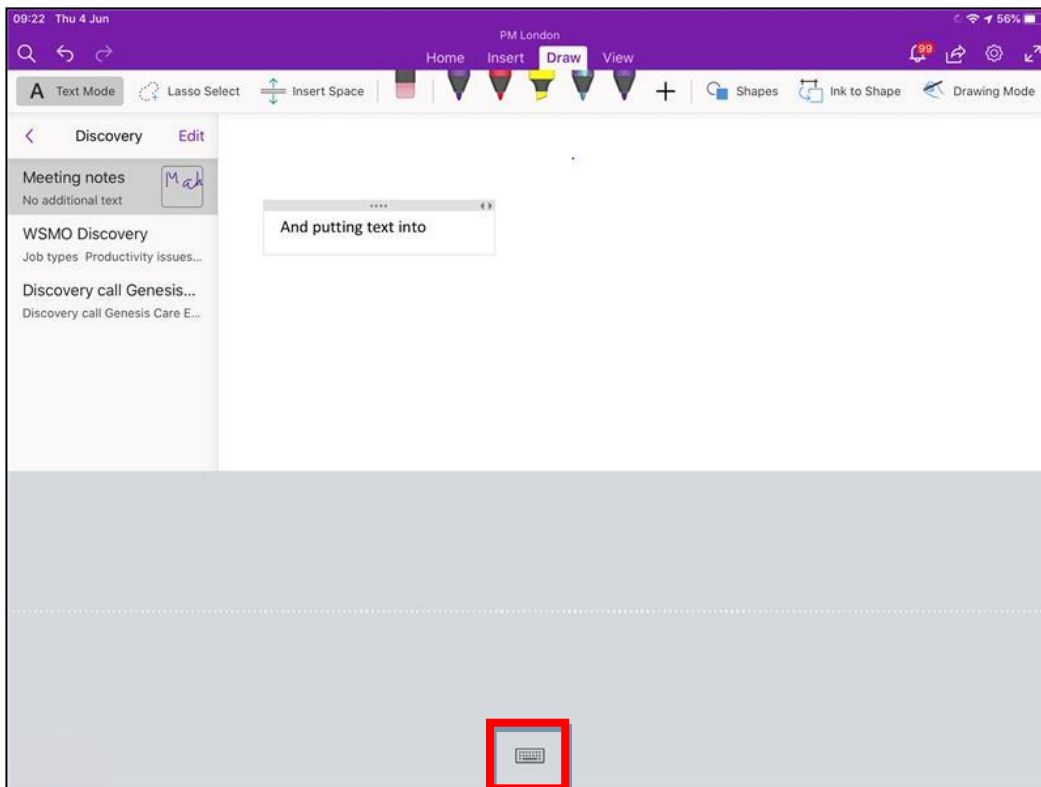 09:22 Thu 4 Jun
56%
PM London
Home Insert Draw View
99
A Text Mode Lasso Select Insert Space Shapes Ink to Shape Drawing Mode
Discovery Edit
Meeting notes
Mah
No additional text
And putting text into
WSMO Discovery
Job types Productivity issues...
Discovery call Genesis...
Discovery call Genesis Care E...